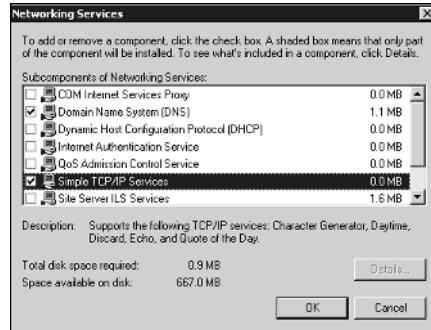 Networking Services
To add or remove a component, click the check box. A shaded box means that only part
of the component will be installed. To see what's included in a component, click Details.
Subcomponents of Networking Services:
COM Internet Services Proxy 0.0 MB
Domain Name System (DNS) 1.1 MB
Dynamic Host Configuration Protocol (DHCP) 0.0 MB
Internet Authentication Service 0.0 MB
QoS Admission Control Service 0.0 MB
Simple TCP/IP Services 0.0 MB
Site Server ILS Services 1.6 MB
Description: Supports the following TCP/IP services: Character Generator, Daytime,
Discard, Echo, and Quote of the Day.
Total disk space required: 0.9 MB
Details...
Space available on disk: 667.0 MB
OK Cancel